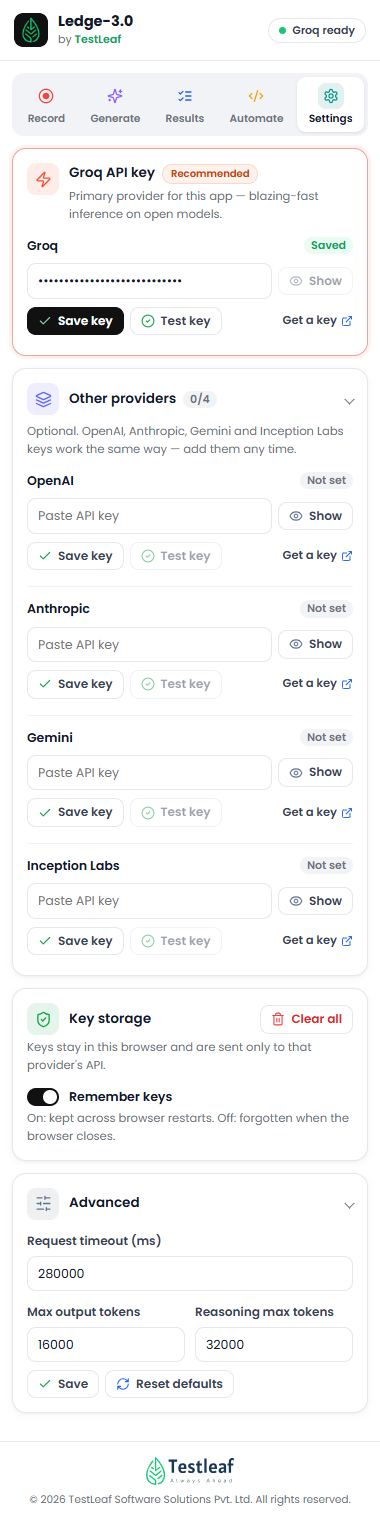 Ledge-3.0
by TestLeaf
Groq ready
Record
Generate
Results
Automate
Settings
Groq API key
Recommended
Primary provider for this app — blazing-fast
inference on open models.
Groq
Saved
••••••••••••••••••••••••••••
Show
Save key
Test key
Get a key
Other providers
0/4
Optional. OpenAI, Anthropic, Gemini and Inception Labs
keys work the same way — add them any time.
OpenAI
Not set
Paste API key
Show
Save key
Test key
Get a key
Anthropic
Not set
Paste API key
Show
Save key
Test key
Get a key
Gemini
Not set
Paste API key
Show
Save key
Test key
Get a key
Inception Labs
Not set
Paste API key
Show
Save key
Test key
Get a key
Key storage
Clear all
Keys stay in this browser and are sent only to that
provider's API.
Remember keys
On: kept across browser restarts. Off: forgotten when the
browser closes.
Advanced
Request timeout (ms)
280000
Max output tokens
Reasoning max tokens
16000
32000
Save
Reset defaults
Testleaf
Always Ahead
© 2026 TestLeaf Software Solutions Pvt. Ltd. All rights reserved.